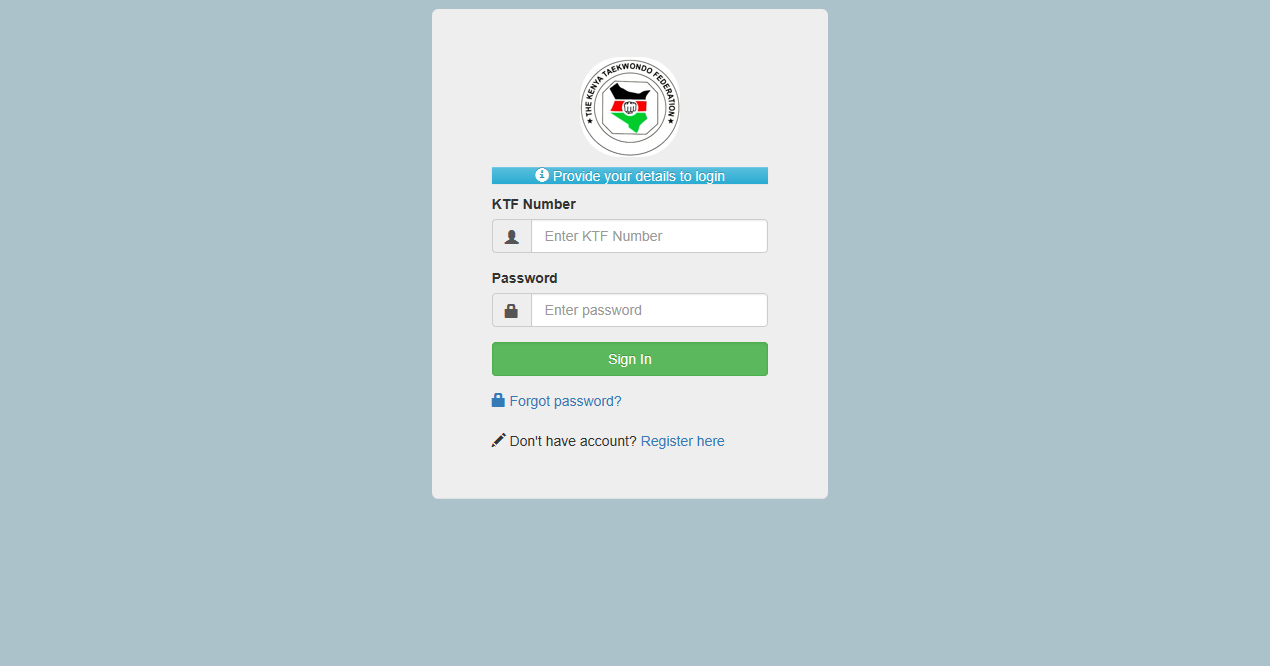 THE KENYA TAEKWONDO FEDERATION
Provide your details to login
KTF Number
Enter KTF Number
Password
Enter password
Sign In
Forgot password?
Don't have account? Register here